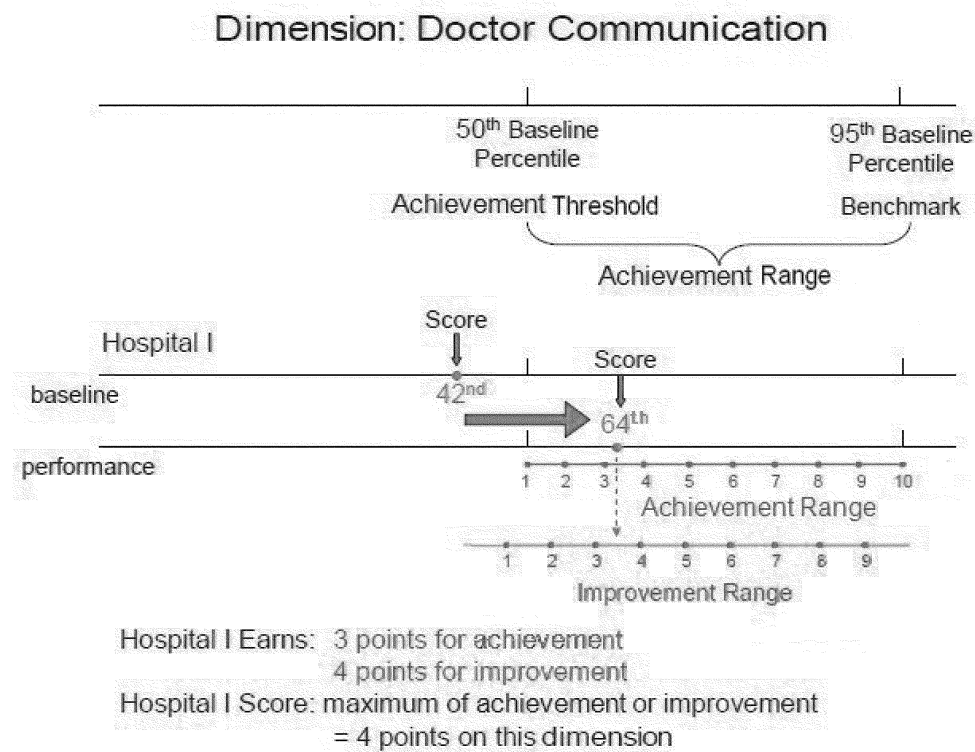 Dimension: Doctor Communication
50th Baseline Percentile
95th Baseline Percentile
Achievement Threshold
Benchmark
Achievement Range
Score
Hospital I
Score
baseline
42nd
64th
performance
1 2 3 4 5 6 7 8 9 10
Achievement Range
1 2 3 4 5 6 7 8 9
Improvement Range
Hospital I Earns: 3 points for achievement
4 points for improvement
Hospital I Score: maximum of achievement or improvement
= 4 points on this dimension